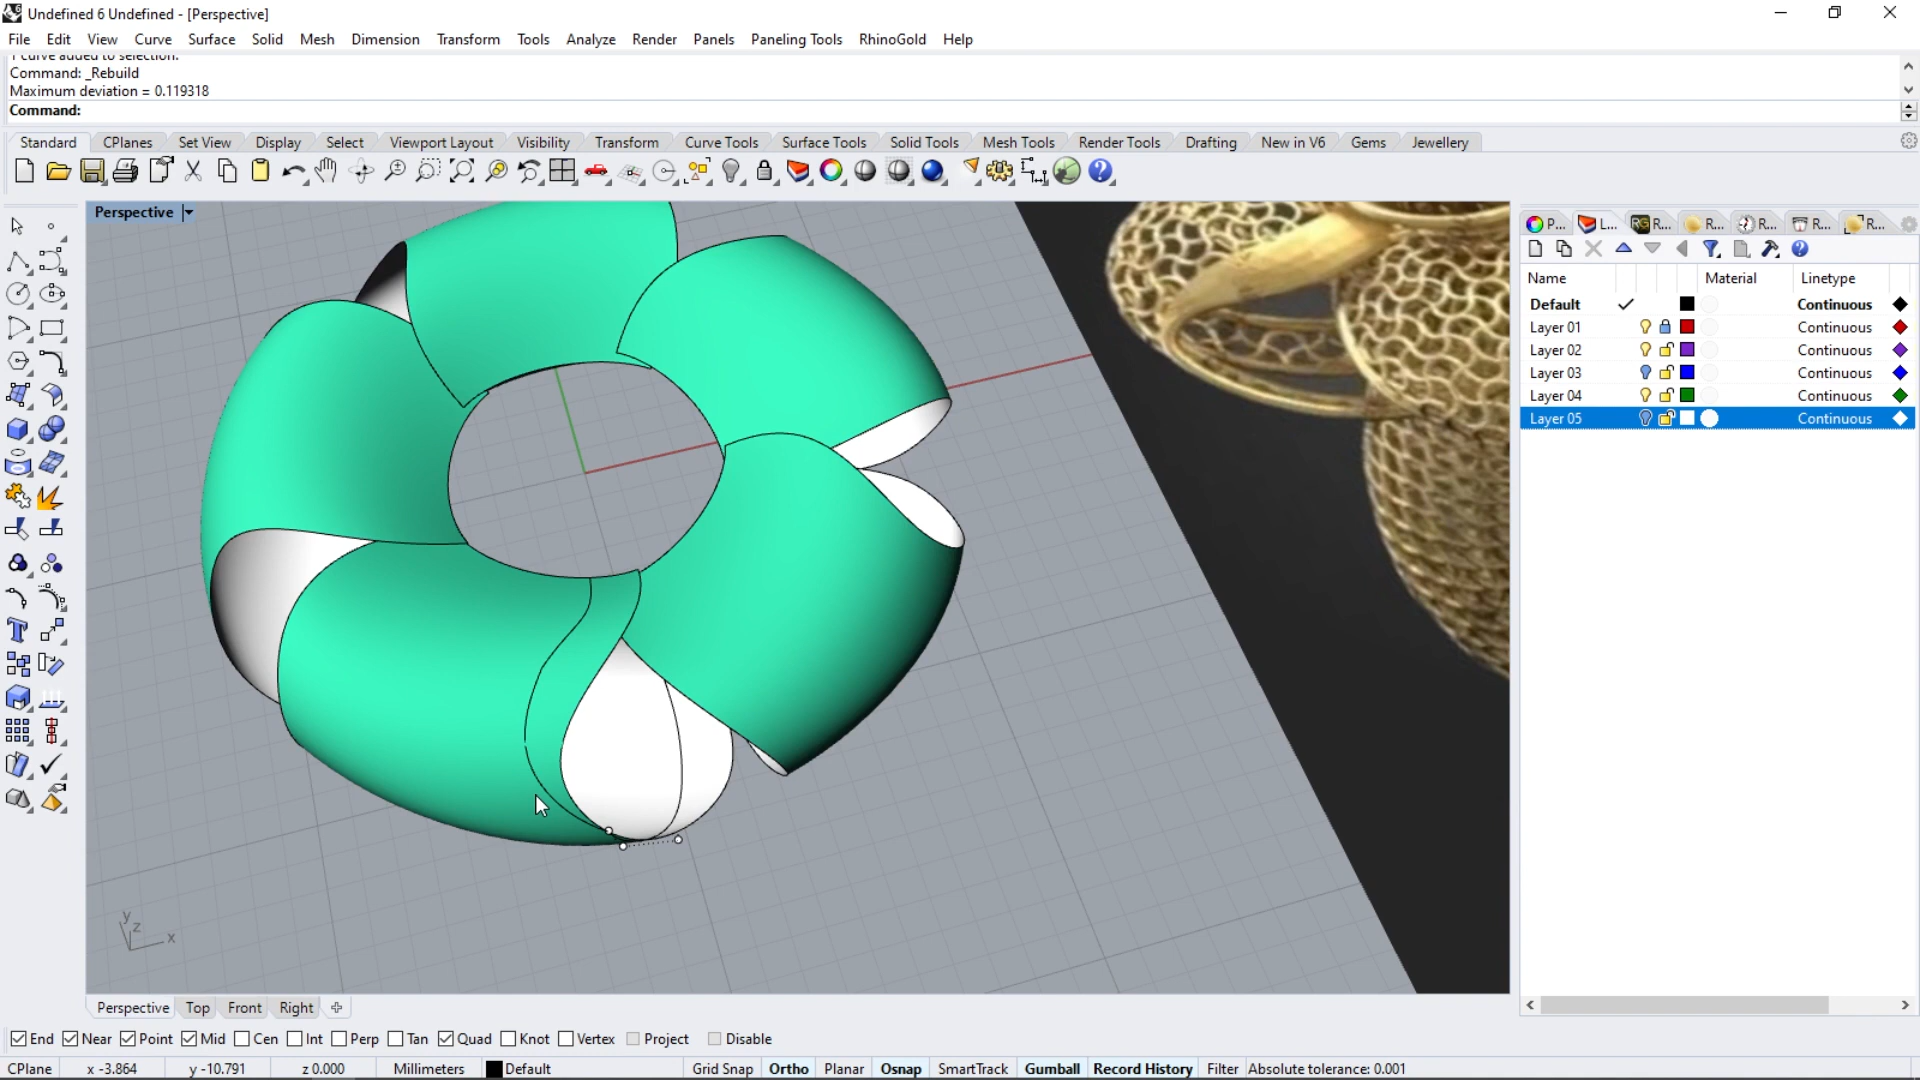 Undefined 6 Undefined - [Perspective]
File Edit View Curve Surface Solid Mesh Dimension Transform Tools Analyze Render Panels Paneling Tools RhinoGold Help
1 curve added to selection.
Command: _Rebuild
Maximum deviation = 0.119318
Command:
Standard CPlanes Set View Display Select Viewport Layout Visibility Transform Curve Tools Surface Tools Solid Tools Mesh Tools Render Tools Drafting New in V6 Gems Jewellery
Perspective
P... L... R... R... R... R... R...
Name Material Linetype
Default Continuous
Layer 01 Continuous
Layer 02 Continuous
Layer 03 Continuous
Layer 04 Continuous
Layer 05 Continuous
y
z
x
Perspective Top Front Right
End Near Point Mid Cen Int Perp Tan Quad Knot Vertex Project Disable
CPlane x -3.864 y -10.791 z 0.000 Millimeters Default Grid Snap Ortho Planar Osnap SmartTrack Gumball Record History Filter Absolute tolerance: 0.001